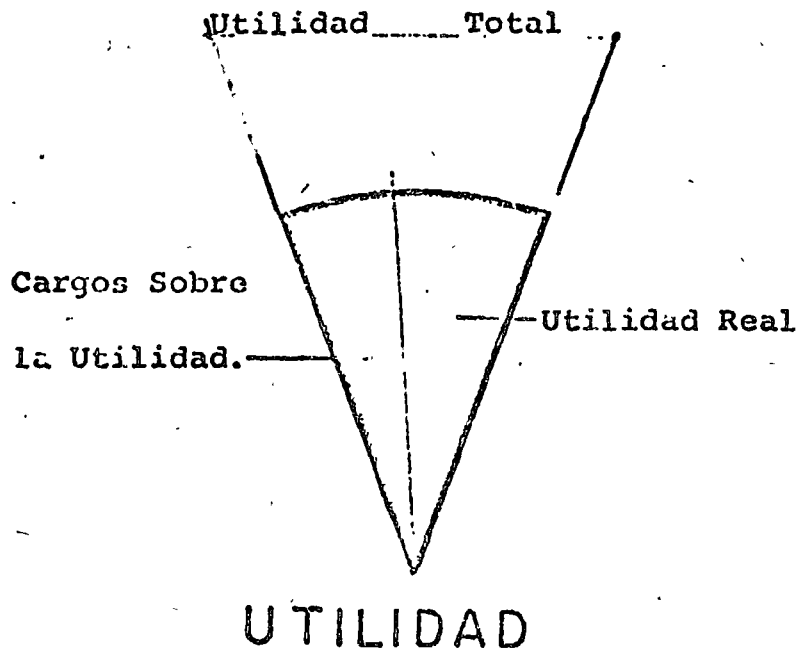 Utilidad Total
Cargos Sobre
la Utilidad.
Utilidad Real
UTILIDAD